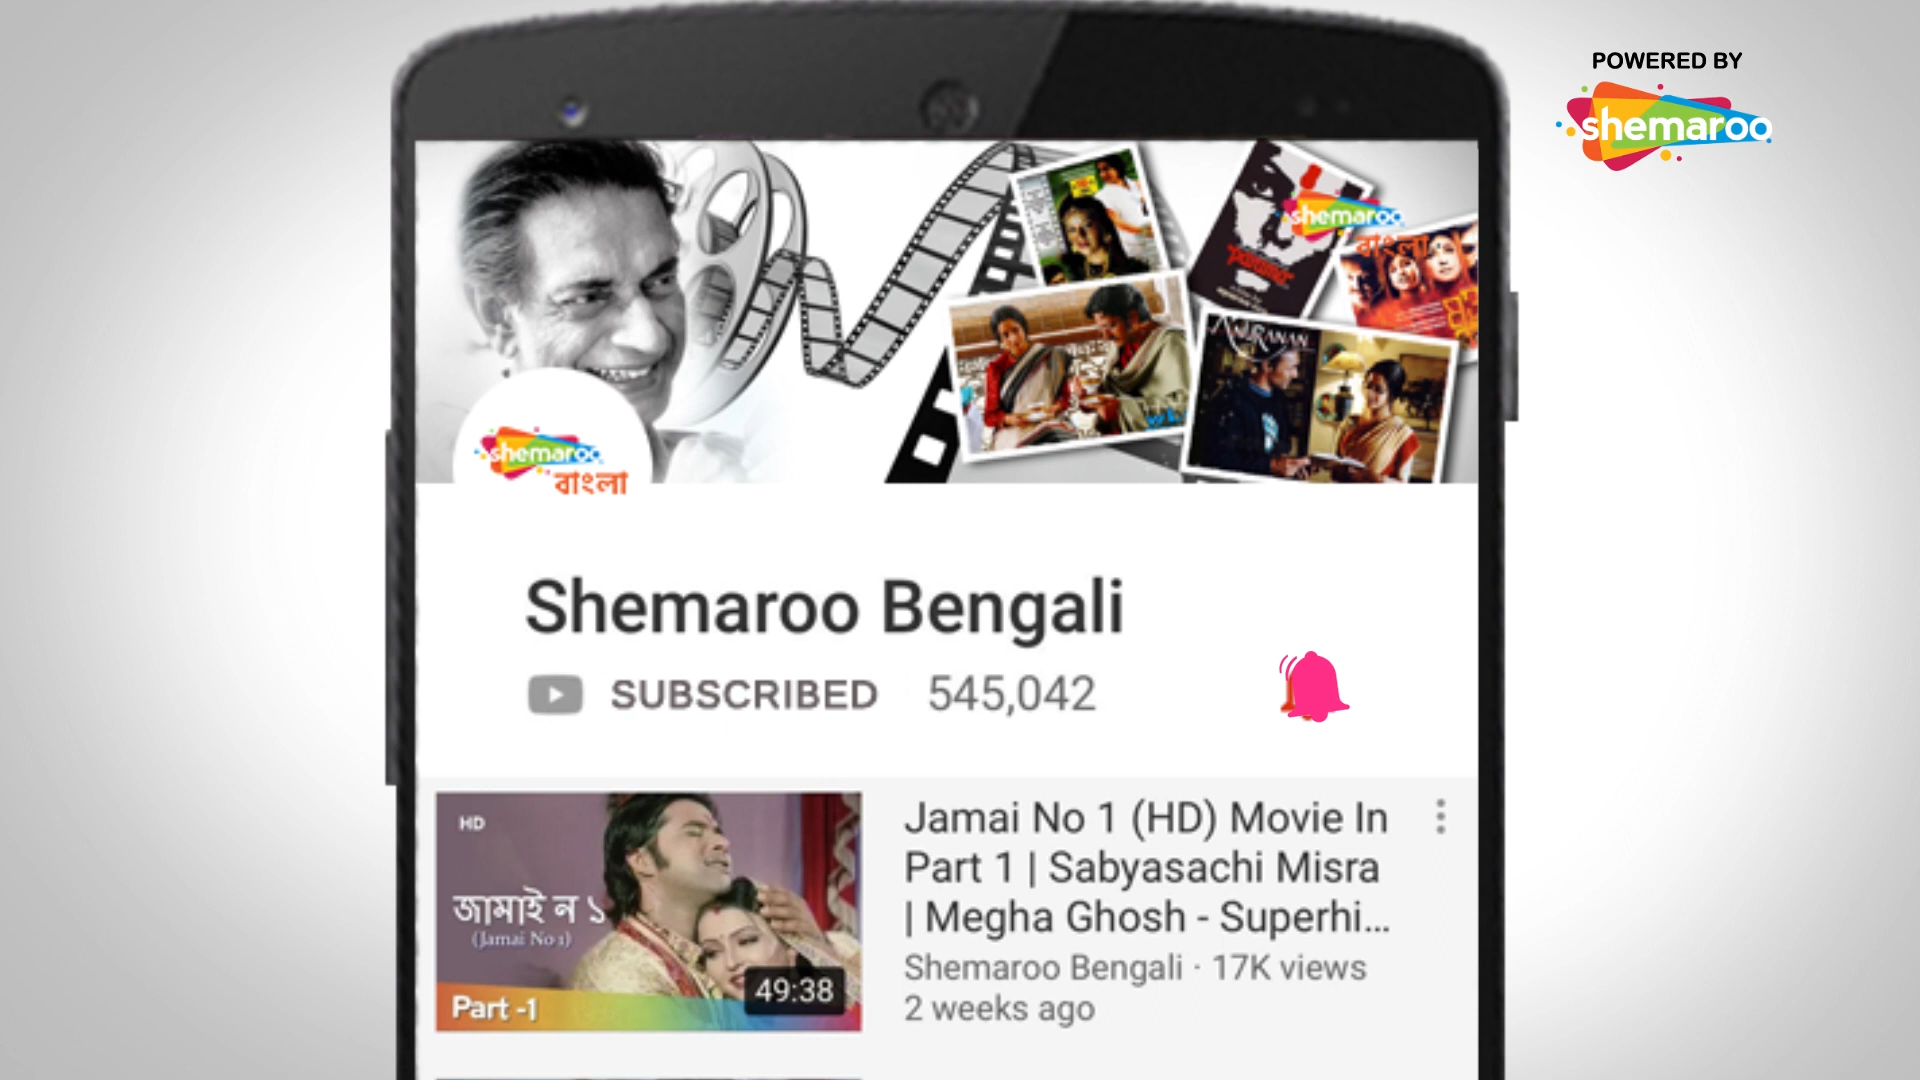 POWERED BY
shemaroo
shemaroo
বাংলা
ANURANAN
shemaroo
বাংলা
Shemaroo Bengali
SUBSCRIBED 545,042
HD
জামাই ন ১
(Jamai No 1)
Part -1
49:38
Jamai No 1 (HD) Movie In
Part 1 | Sabyasachi Misra
| Megha Ghosh - Superhi...
Shemaroo Bengali · 17K views
2 weeks ago